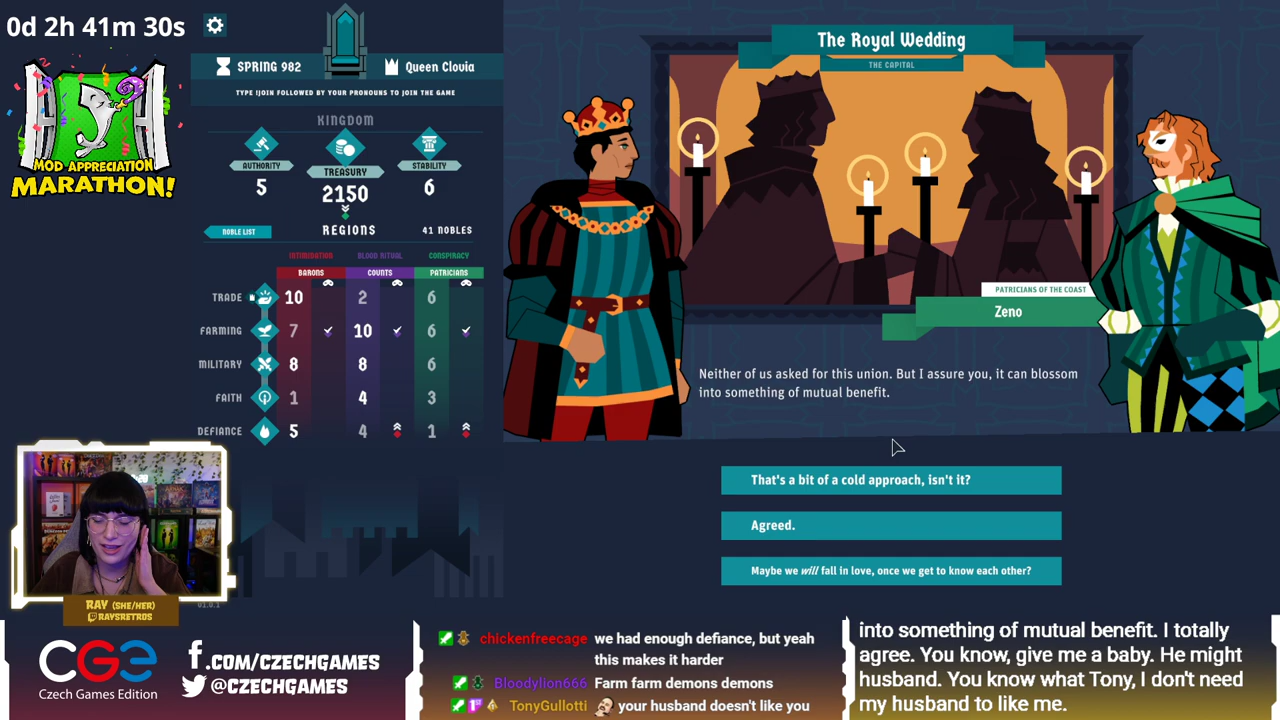 0d 2h 41m 30s
MOD APPRECIATION
MARATHON!
SPRING 982
Queen Clovia
TYPE !JOIN FOLLOWED BY YOUR PRONOUNS TO JOIN THE GAME
KINGDOM
AUTHORITY
TREASURY
STABILITY
5
2150
6
NOBLE LIST
REGIONS
41 NOBLES
INTIMIDATION
BLOOD RITUAL
CONSPIRACY
BARONS
COUNTS
PATRICIANS
TRADE 10 2 6
FARMING 7 10 6
MILITARY 8 8 6
FAITH 1 4 3
DEFIANCE 5 4 1
V1.0.1
The Royal Wedding
THE CAPITAL
PATRICIANS OF THE COAST
Zeno
Neither of us asked for this union. But I assure you, it can blossom
into something of mutual benefit.
That's a bit of a cold approach, isn't it?
Agreed.
Maybe we will fall in love, once we get to know each other?
RAY (SHE/HER)
RAYSRETROS
CGE
Czech Games Edition
f.COM/CZECHGAMES
@CZECHGAMES
chickenfreecage we had enough defiance, but yeah
this makes it harder
Bloodylion666 Farm farm demons demons
TonyGullotti your husband doesn't like you
into something of mutual benefit. I totally
agree. You know, give me a baby. He might
husband. You know what Tony, I don't need
my husband to like me.